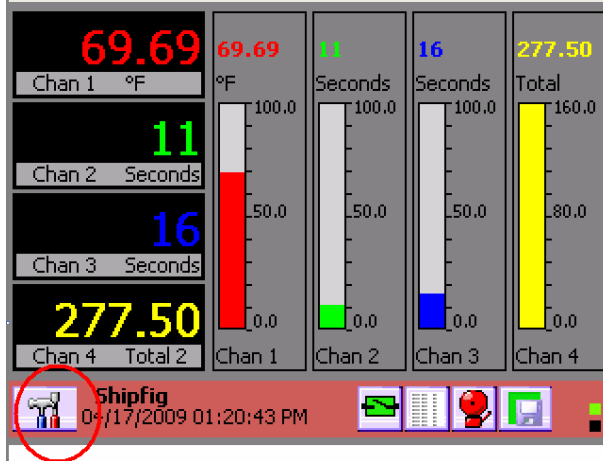 69.69
Chan 1 °F
11
Chan 2 Seconds
16
Chan 3 Seconds
277.50
Chan 4 Total 2
69.69
°F
100.0
50.0
0.0
Chan 1
11
Seconds
100.0
50.0
0.0
Chan 2
16
Seconds
100.0
50.0
0.0
Chan 3
277.50
Total
160.0
80.0
0.0
Chan 4
Shipfig
04/17/2009 01:20:43 PM